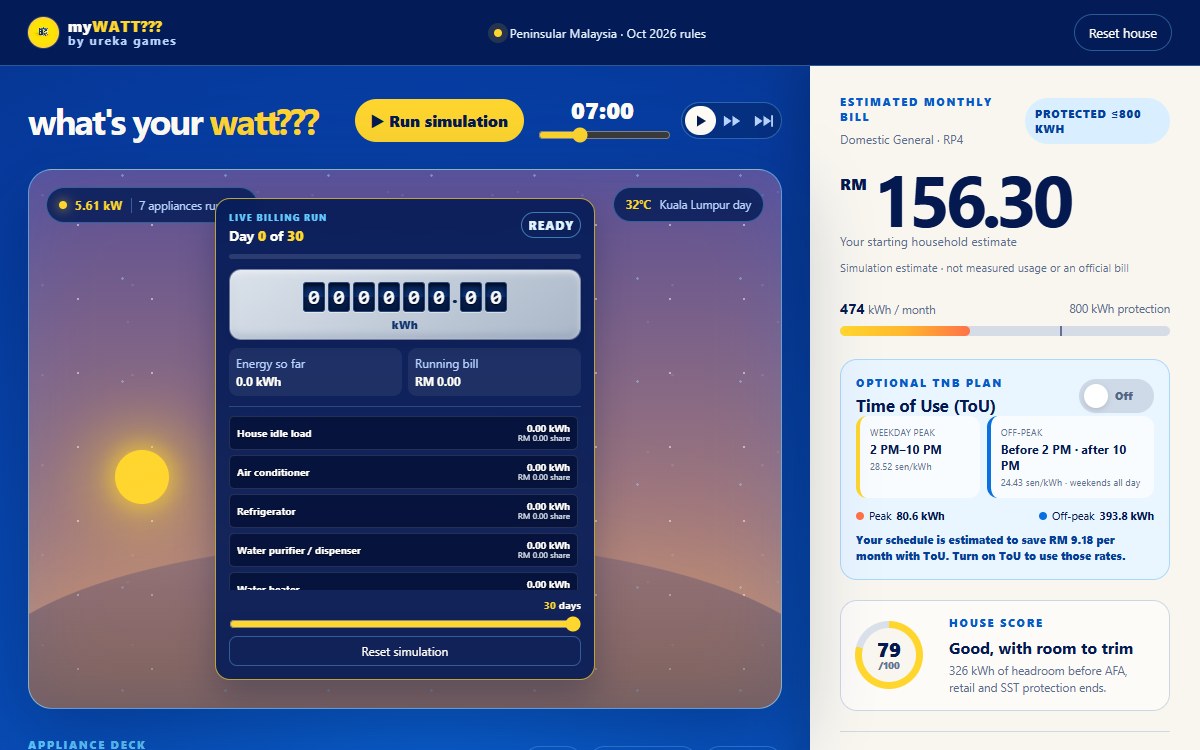 myWATT???
by ureka games
Peninsular Malaysia · Oct 2026 rules
Reset house
what's your watt???
▶ Run simulation
07:00
5.61 kW
7 appliances
32°C Kuala Lumpur day
LIVE BILLING RUN
Day 0 of 30
READY
000000.00
kWh
Energy so far
0.0 kWh
Running bill
RM 0.00
House idle load
0.00 kWh
RM 0.00 share
Air conditioner
0.00 kWh
RM 0.00 share
Refrigerator
0.00 kWh
RM 0.00 share
Water purifier / dispenser
0.00 kWh
RM 0.00 share
Water heater
0.00 kWh
30 days
Reset simulation
APPLIANCE DECK
ESTIMATED MONTHLY
BILL
Domestic General · RP4
PROTECTED ≤800
KWH
RM 156.30
Your starting household estimate
Simulation estimate · not measured usage or an official bill
474 kWh / month
800 kWh protection
OPTIONAL TNB PLAN
Time of Use (ToU)
Off
WEEKDAY PEAK
2 PM–10 PM
28.52 sen/kWh
OFF-PEAK
Before 2 PM · after 10
PM
24.43 sen/kWh · weekends all day
Peak 80.6 kWh
Off-peak 393.8 kWh
Your schedule is estimated to save RM 9.18 per
month with ToU. Turn on ToU to use those rates.
79
/100
HOUSE SCORE
Good, with room to trim
326 kWh of headroom before AFA,
retail and SST protection ends.